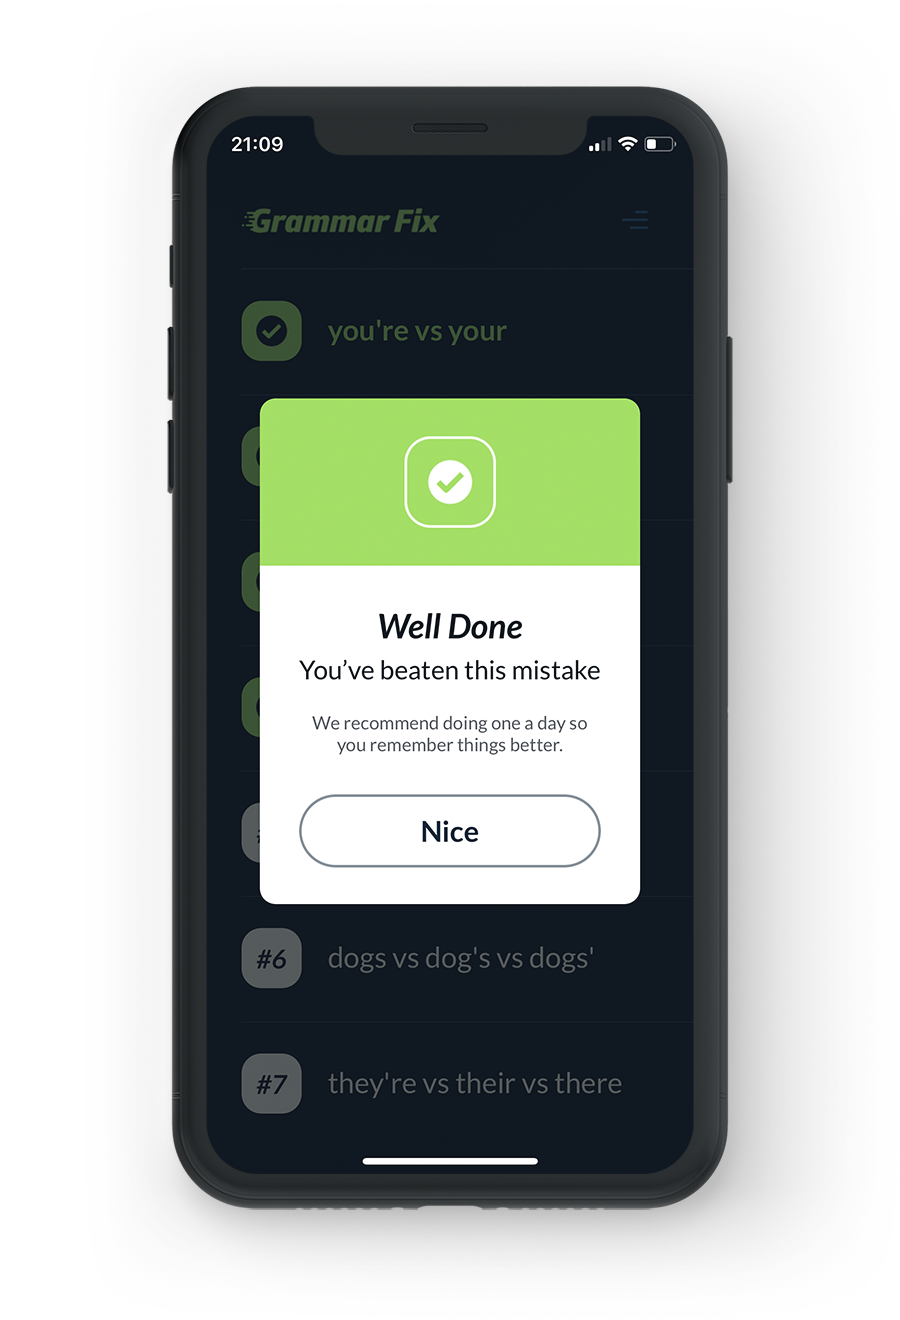 21:09
Grammar Fix
you're vs your
Well Done
You’ve beaten this mistake
We recommend doing one a day so
you remember things better.
Nice
#6 dogs vs dog's vs dogs'
#7 they're vs their vs there